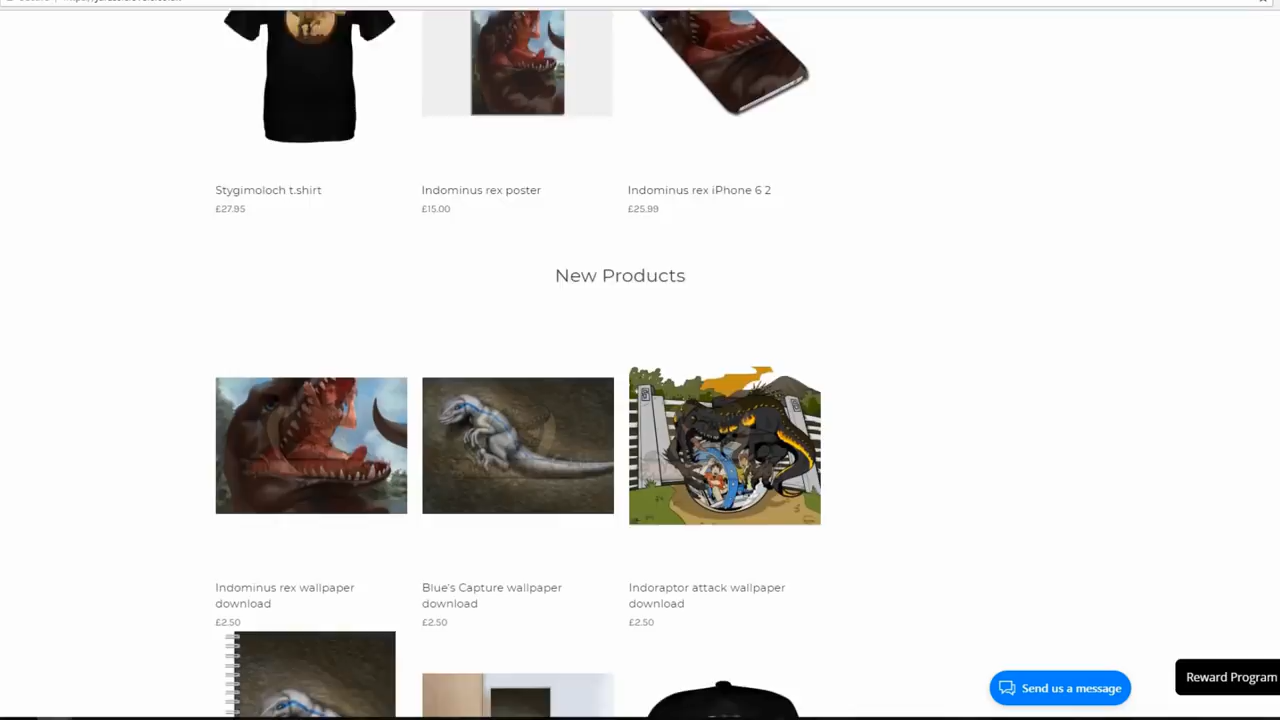 Stygimoloch t.shirt
£27.95
Indominus rex poster
£15.00
Indominus rex iPhone 6 2
£25.99
New Products
Indominus rex wallpaper
download
£2.50
Blue's Capture wallpaper
download
£2.50
Indoraptor attack wallpaper
download
£2.50
Send us a message
Reward Program